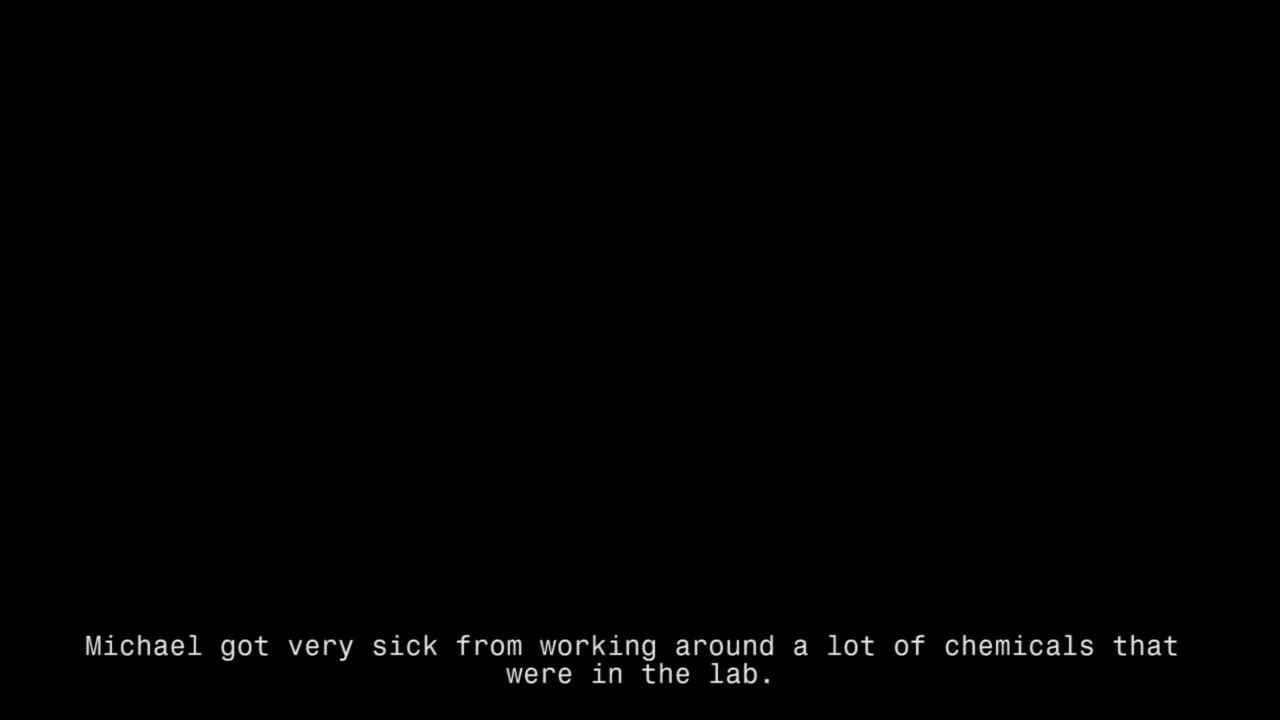 Michael got very sick from working around a lot of chemicals that
were in the lab.